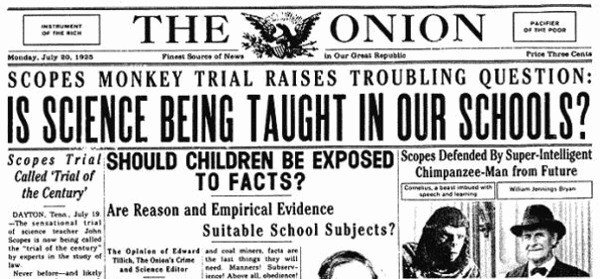 INSTRUMENT
OF THE RICH
THE ONION
PACIFIER
OF THE POOR
Monday, July 20, 1925
Finest Source of News
in Our Great Republic
Price Three Cents
SCOPES MONKEY TRIAL RAISES TROUBLING QUESTION:
IS SCIENCE BEING TAUGHT IN OUR SCHOOLS?
Scopes Trial
Called 'Trial of
the Century'
DAYTON, Tenn., July 19
—The sensational trial
of science teacher John
Scopes is now being called
the "trial of the century"
by experts in the study of
law.
Never before—and likely
SHOULD CHILDREN BE EXPOSED
TO FACTS?
Are Reason and Empirical Evidence
Suitable School Subjects?
The Opinion of Edward
Tillich, The Onion's Crime
and Science Editor
and coal miners, facts are
the last things they will
need. Manners! Subserv-
ience! Above all, obedience!
Scopes Defended By Super-Intelligent
Chimpanzee-Man from Future
Cornelius, a beast imbued with
speech and learning
William Jennings Bryan